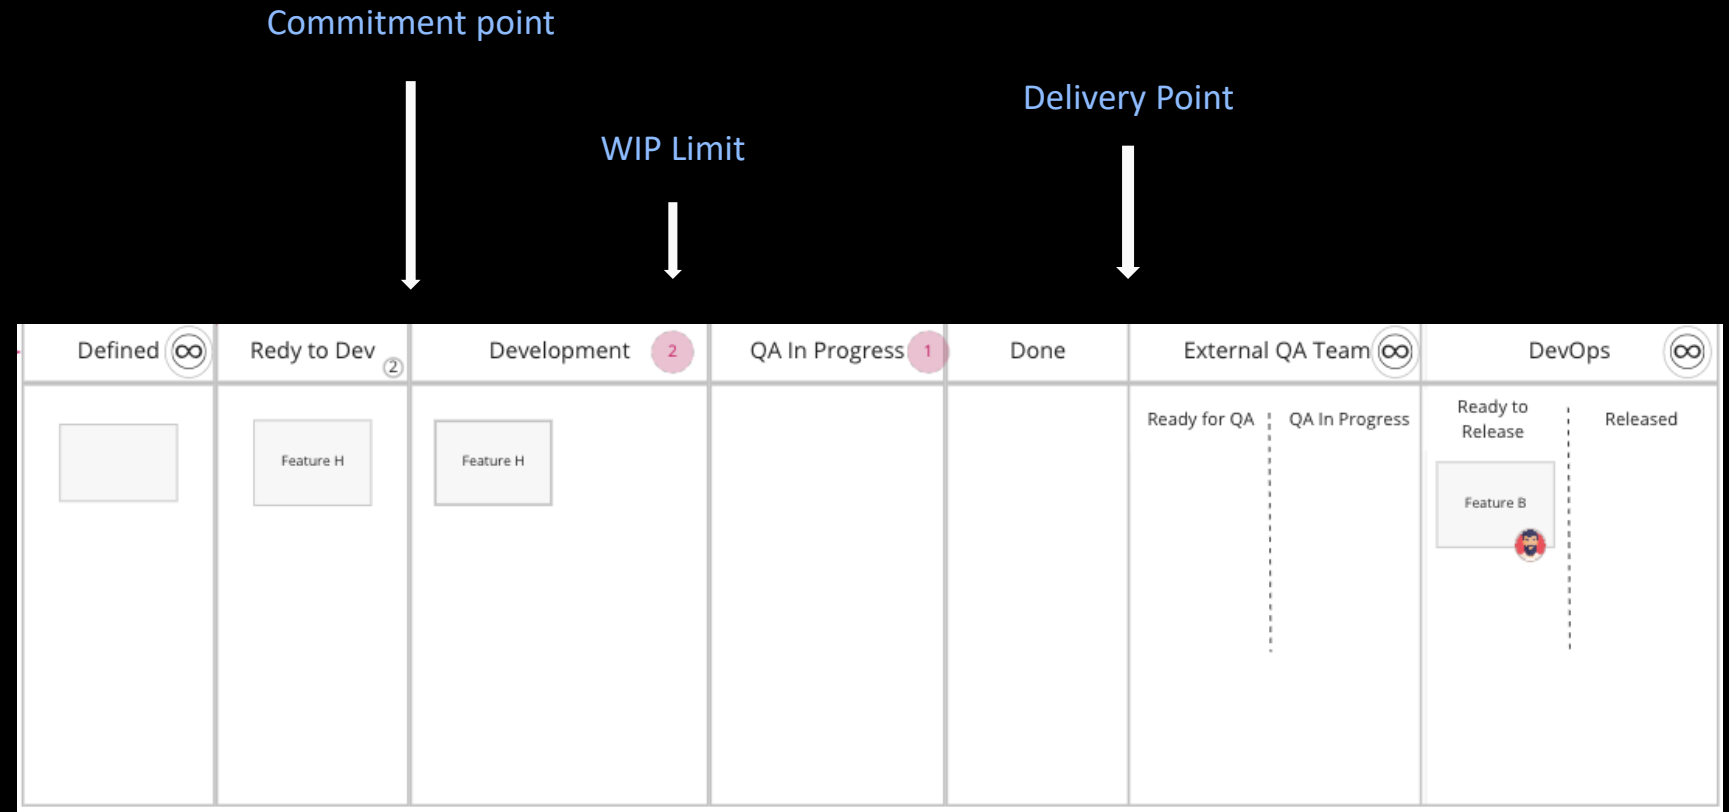 Commitment point
Delivery Point
WIP Limit
Defined ∞
Redy to Dev 2
Development 2
QA In Progress 1
Done
External QA Team ∞
DevOps ∞
Ready for QA
QA In Progress
Ready to
Release
Released
Feature H
Feature H
Feature B